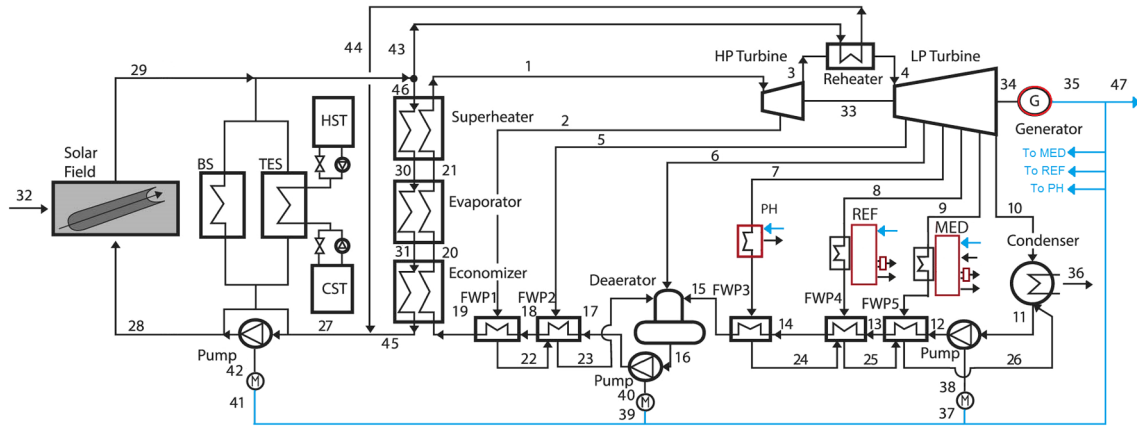 44
43
29
1
HP Turbine
3
LP Turbine
4
34
35
47
Reheater
46
33
G
Generator
Superheater
2
5
HST
6
To MED
To REF
To PH
Solar
Field
BS
TES
30
21
7
8
32
Evaporator
PH
REF
9
MED
10
Condenser
31
20
36
Economizer
Deaerator
CST
19
FWP1
18
FWP2
17
15
FWP3
14
FWP4
13
FWP5
12
11
28
27
45
22
23
16
24
25
Pump
26
Pump
42
M
41
Pump
40
M
39
38
M
37